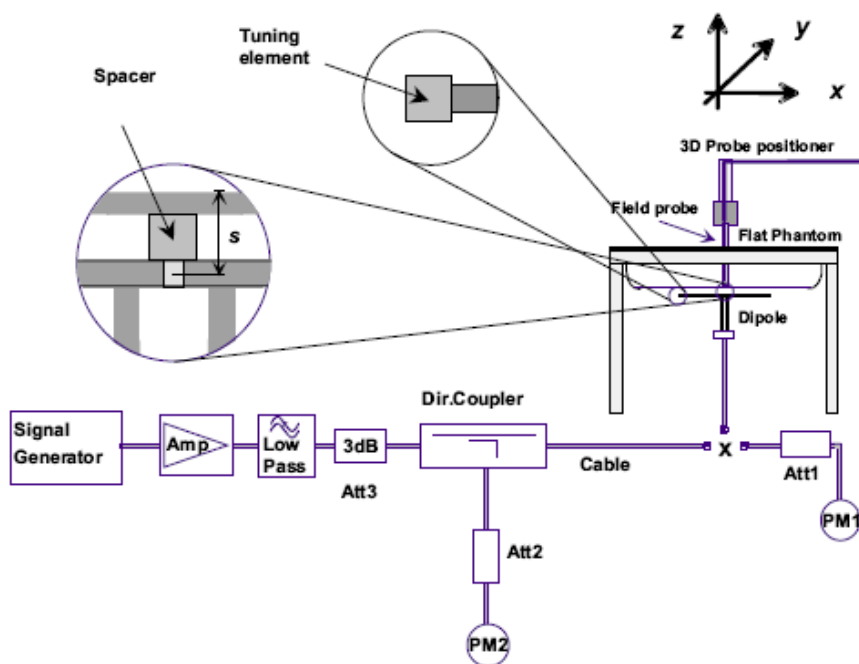 Tuning
element
Spacer
z
y
x
s
3D Probe positioner
Field probe
Flat Phantom
Dipole
Dir.Coupler
Signal
Generator
Amp
Low
Pass
3dB
Att3
Cable
x
Att1
PM1
Att2
PM2